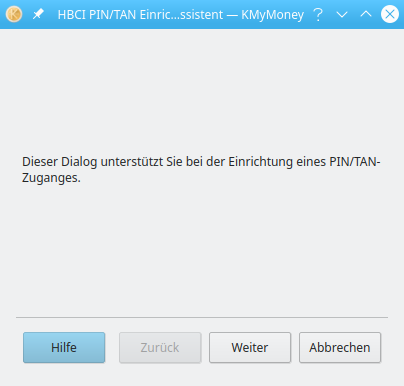 HBCI PIN/TAN Einric...ssistent — KMyMoney
Dieser Dialog unterstützt Sie bei der Einrichtung eines PIN/TAN-
Zuganges.
Hilfe Zurück Weiter Abbrechen